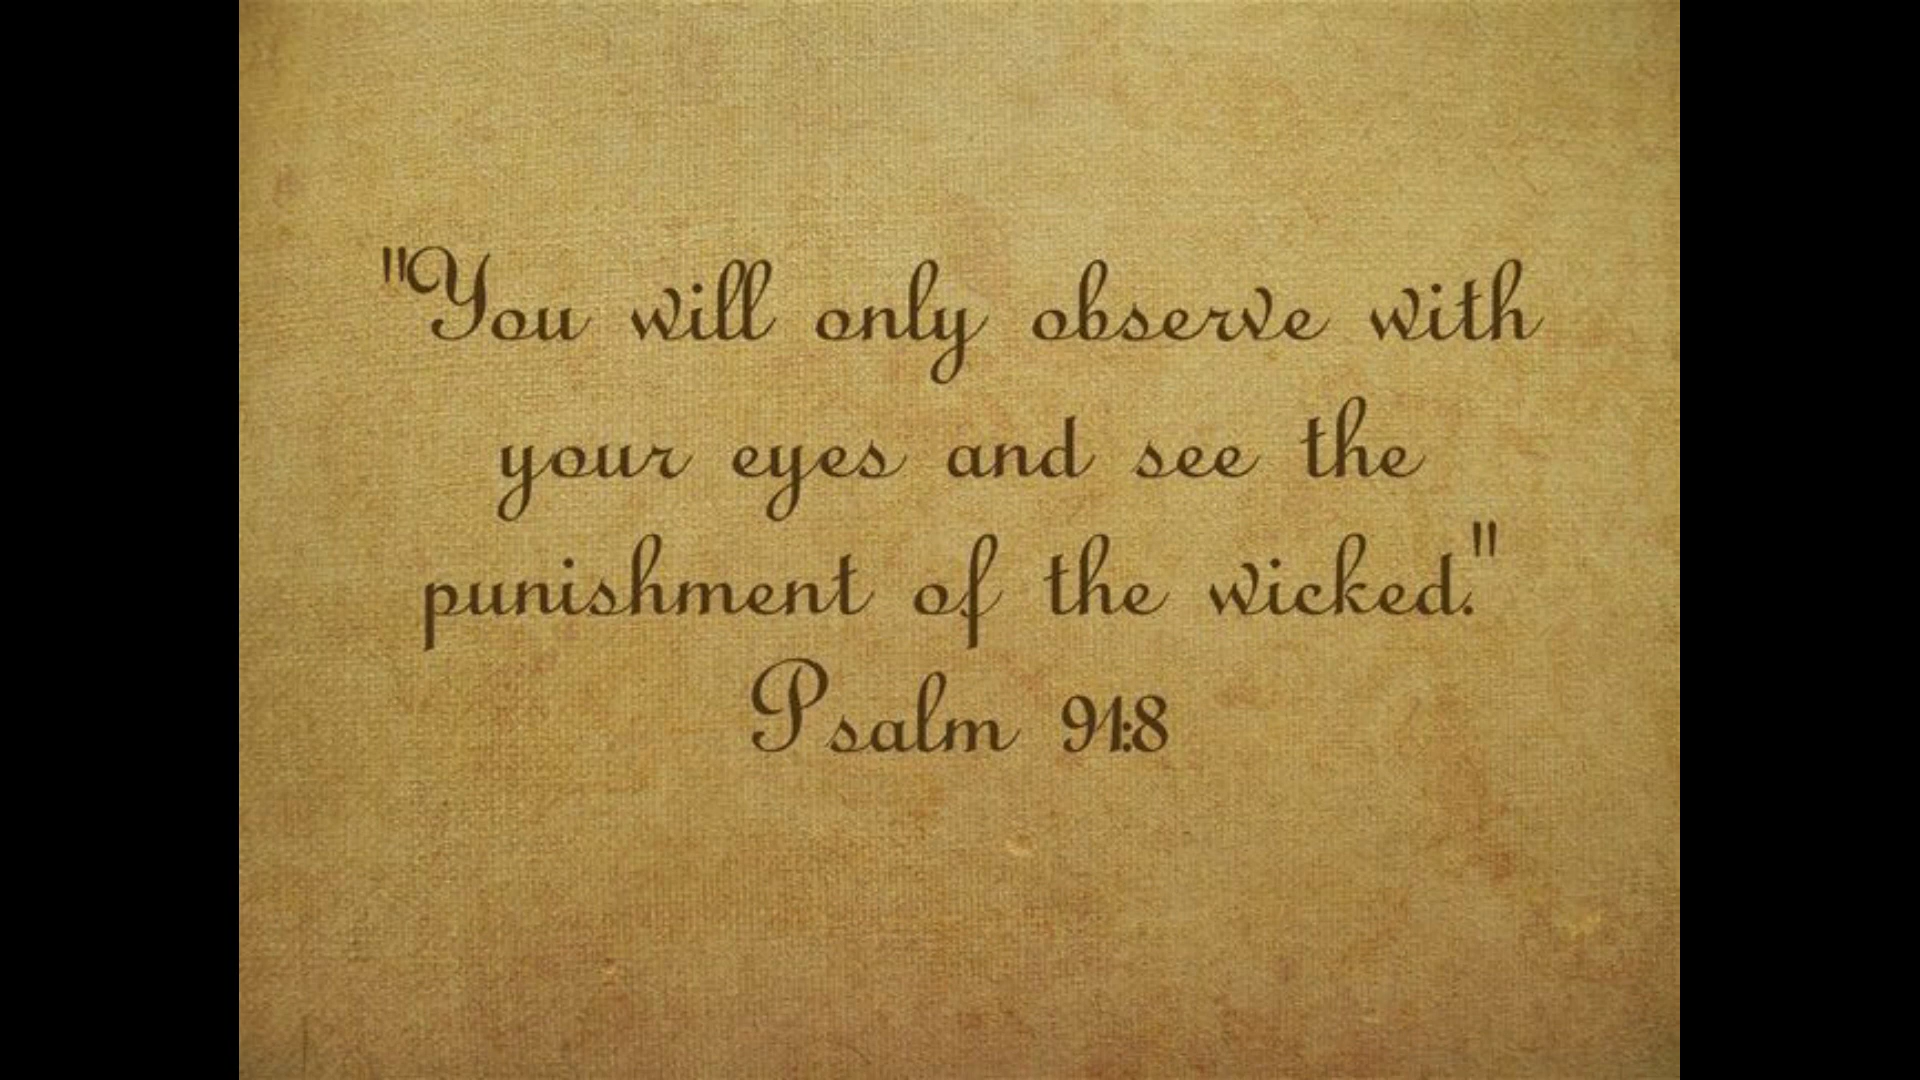 "You will only observe with
your eyes and see the
punishment of the wicked."
Psalm 91:8